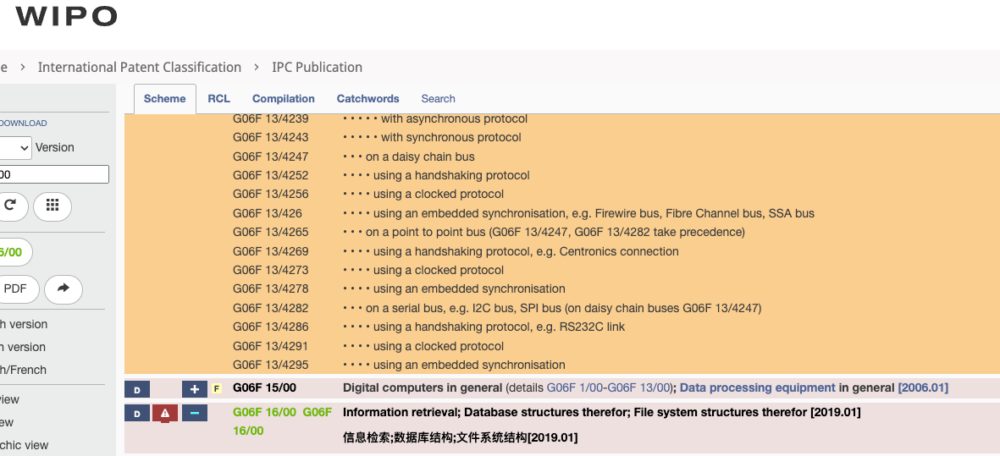 WIPO
e > International Patent Classification > IPC Publication
Scheme RCL Compilation Catchwords Search
DOWNLOAD
Version
00
6/00
PDF
h version
n version
h/French
iew
ew
chic view
G06F 13/4239 • • • • • with asynchronous protocol
G06F 13/4243 • • • • • with synchronous protocol
G06F 13/4247 • • • on a daisy chain bus
G06F 13/4252 • • • • using a handshaking protocol
G06F 13/4256 • • • • using a clocked protocol
G06F 13/426 • • • • using an embedded synchronisation, e.g. Firewire bus, Fibre Channel bus, SSA bus
G06F 13/4265 • • • on a point to point bus (G06F 13/4247, G06F 13/4282 take precedence)
G06F 13/4269 • • • • using a handshaking protocol, e.g. Centronics connection
G06F 13/4273 • • • • using a clocked protocol
G06F 13/4278 • • • • using an embedded synchronisation
G06F 13/4282 • • • on a serial bus, e.g. I2C bus, SPI bus (on daisy chain buses G06F 13/4247)
G06F 13/4286 • • • • using a handshaking protocol, e.g. RS232C link
G06F 13/4291 • • • • using a clocked protocol
G06F 13/4295 • • • • using an embedded synchronisation
D + F G06F 15/00 Digital computers in general (details G06F 1/00-G06F 13/00); Data processing equipment in general [2006.01]
D − G06F 16/00 G06F 16/00 Information retrieval; Database structures therefor; File system structures therefor [2019.01]
信息检索;数据库结构;文件系统结构[2019.01]